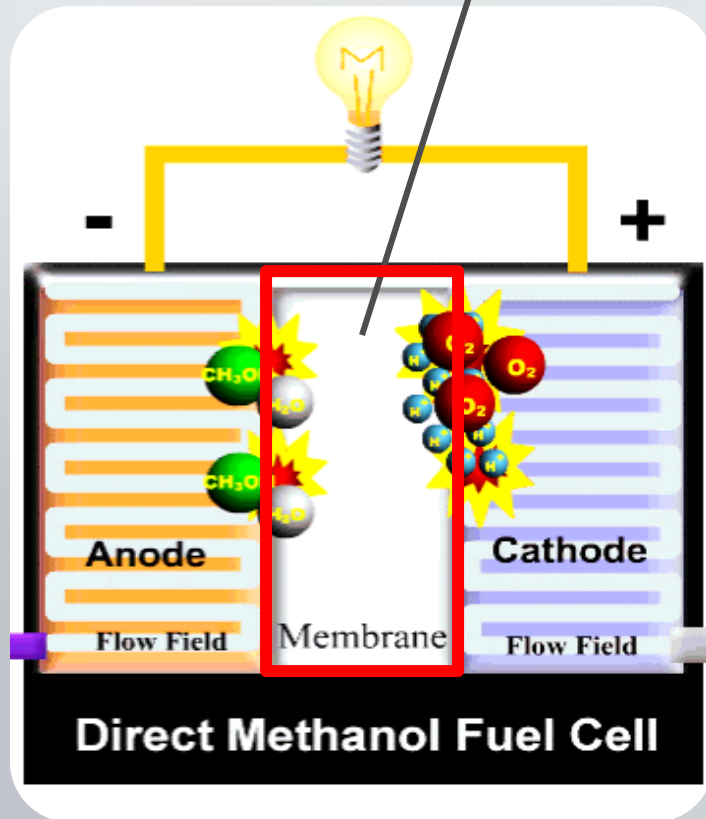 -
+
CH₃OH
H₂O
CH₃OH
H₂O
O₂
O₂
O₂
H⁺
H⁺
H⁺
H⁺
H⁺
H⁺
H⁺
Anode
Cathode
Flow Field
Membrane
Flow Field
Direct Methanol Fuel Cell